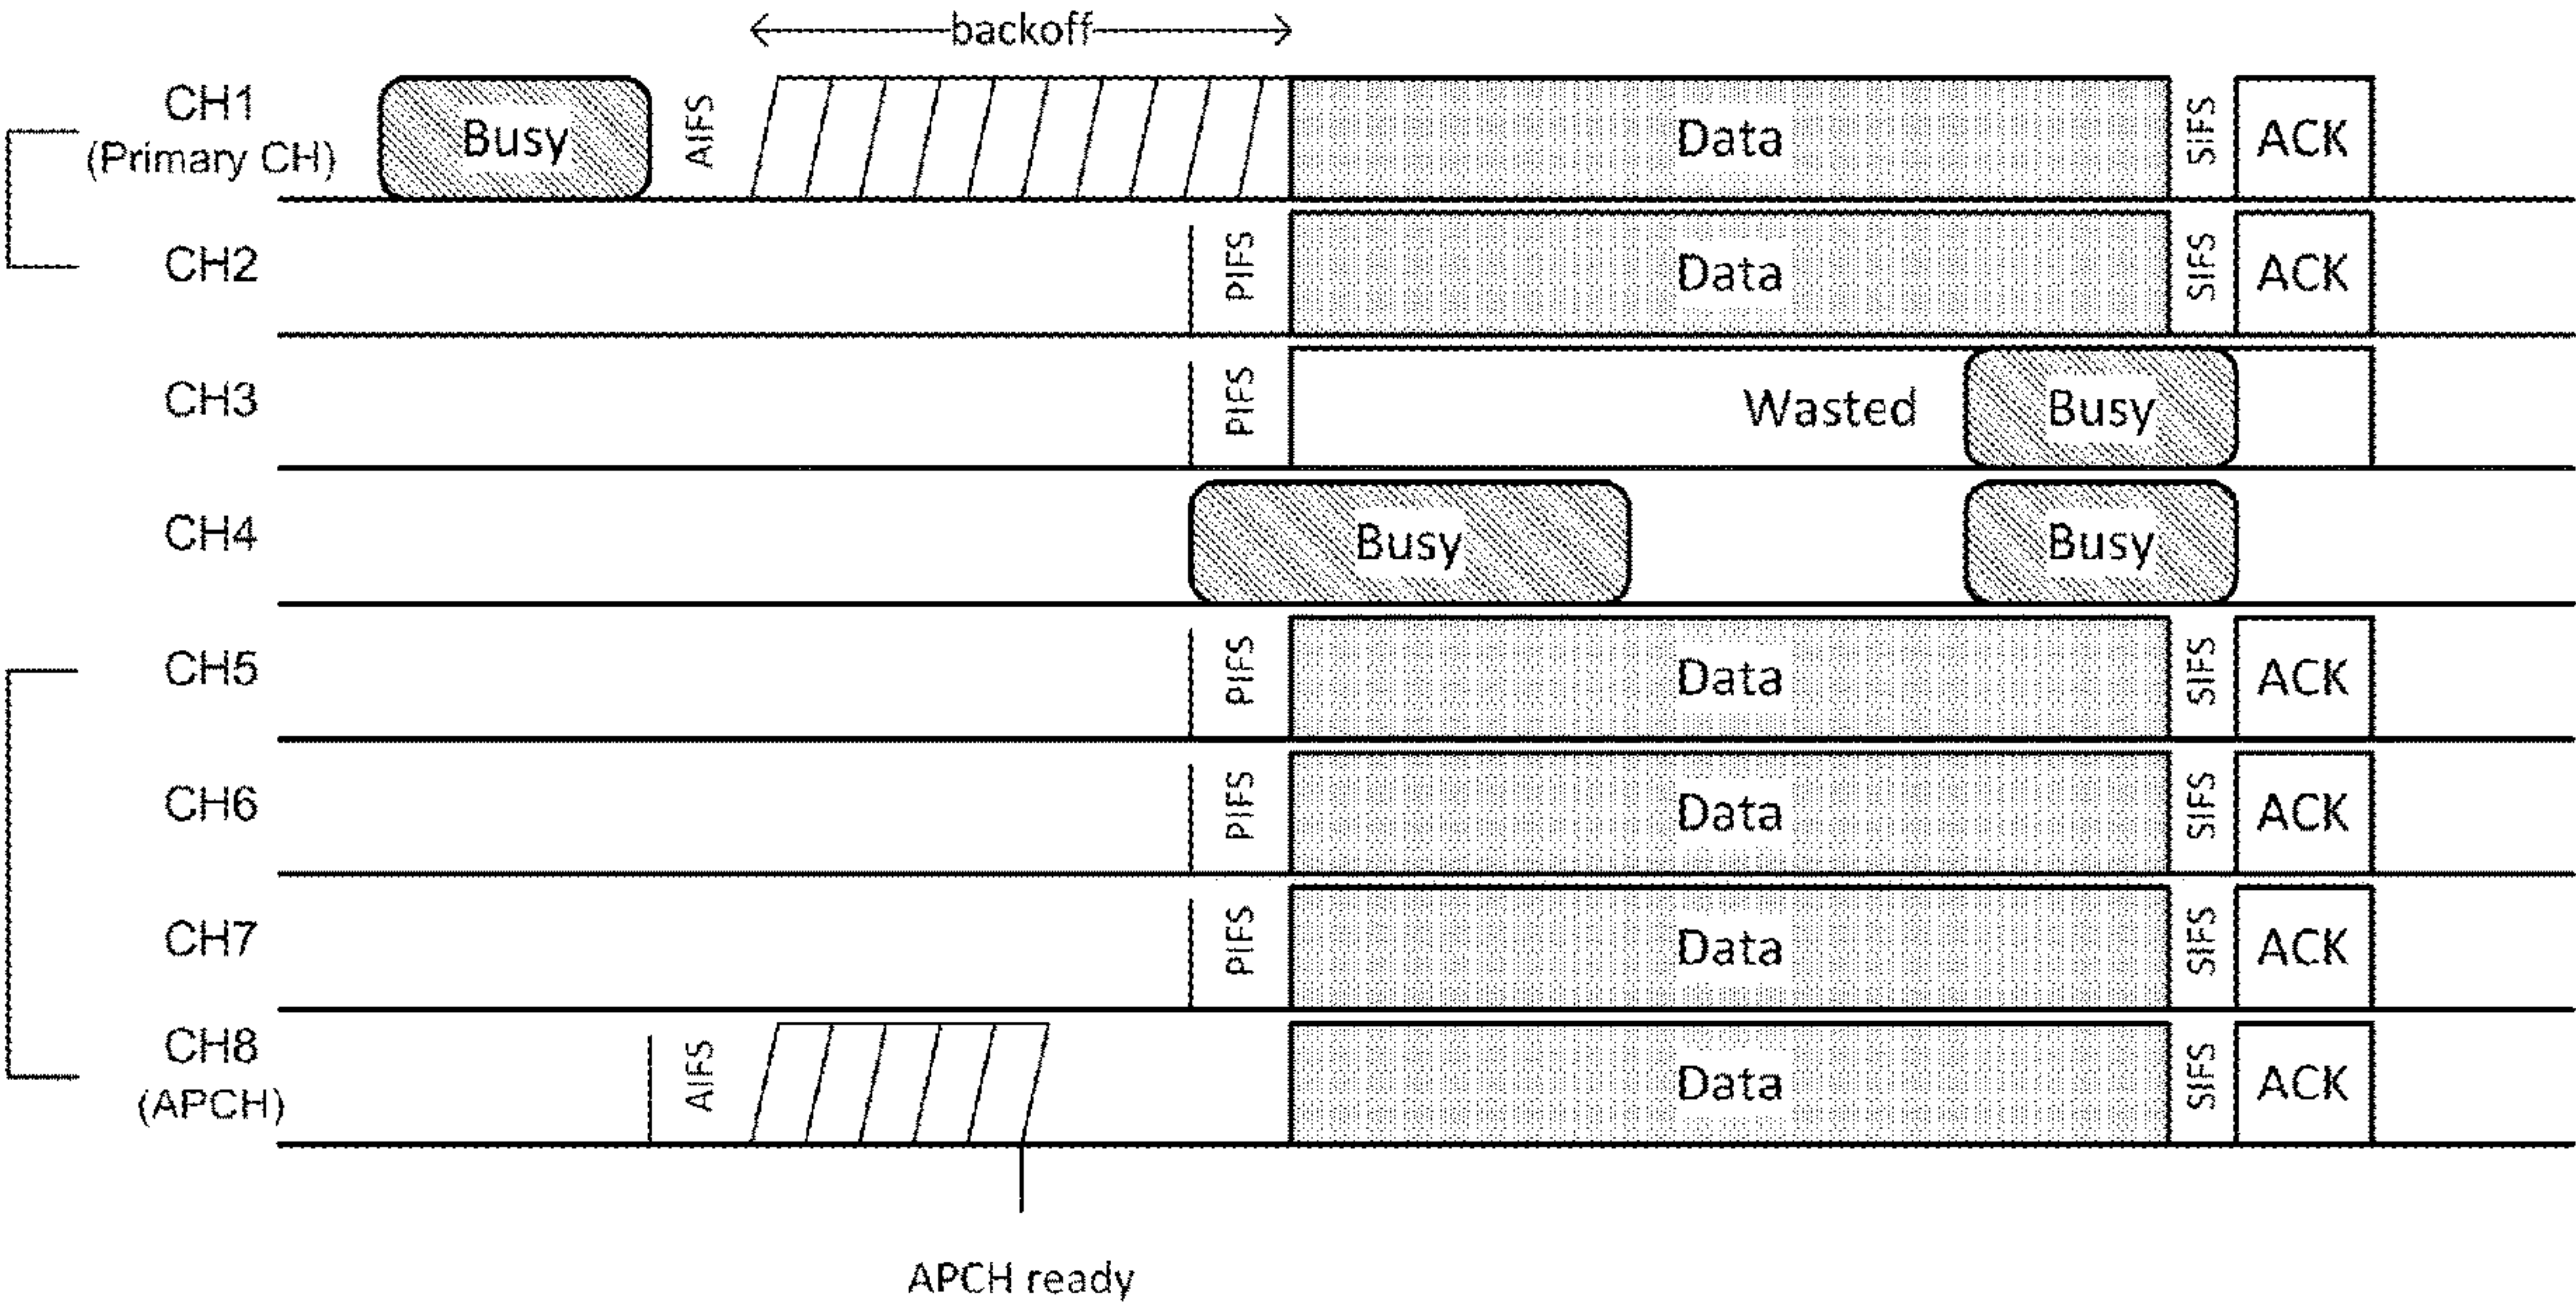 backoff
CH1
(Primary CH)
Busy
AIFS
Data
SIFS
ACK
CH2
PIFS
Data
SIFS
ACK
CH3
PIFS
Wasted
Busy
CH4
Busy
Busy
CH5
PIFS
Data
SIFS
ACK
CH6
PIFS
Data
SIFS
ACK
CH7
PIFS
Data
SIFS
ACK
CH8
(APCH)
AIFS
Data
SIFS
ACK
APCH ready